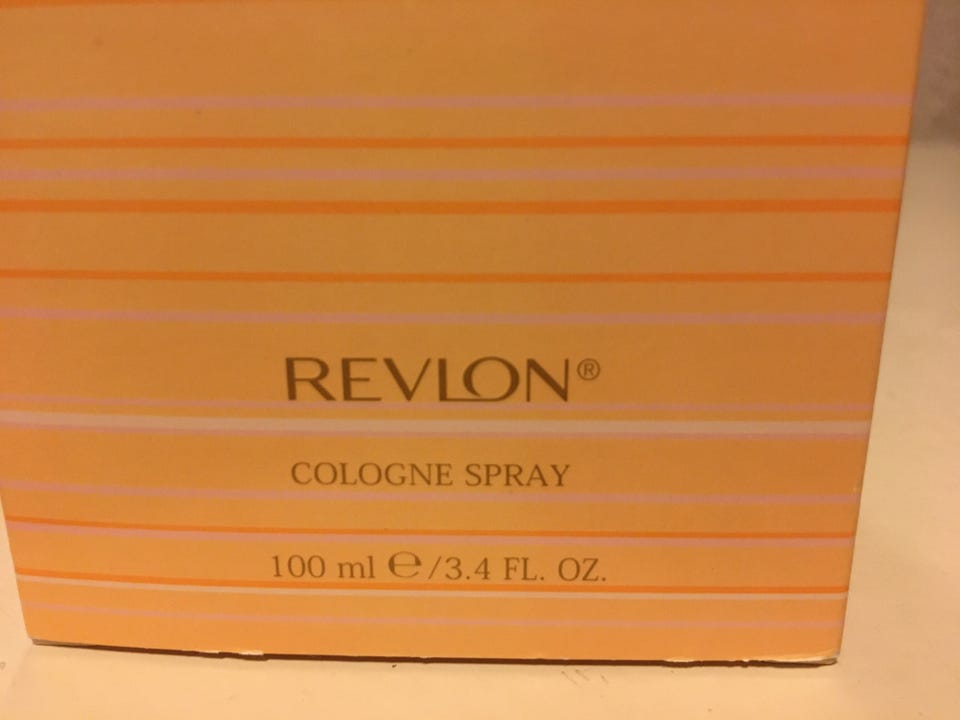 REVLON®
COLOGNE SPRAY
100 ml ℮/3.4 FL. OZ.